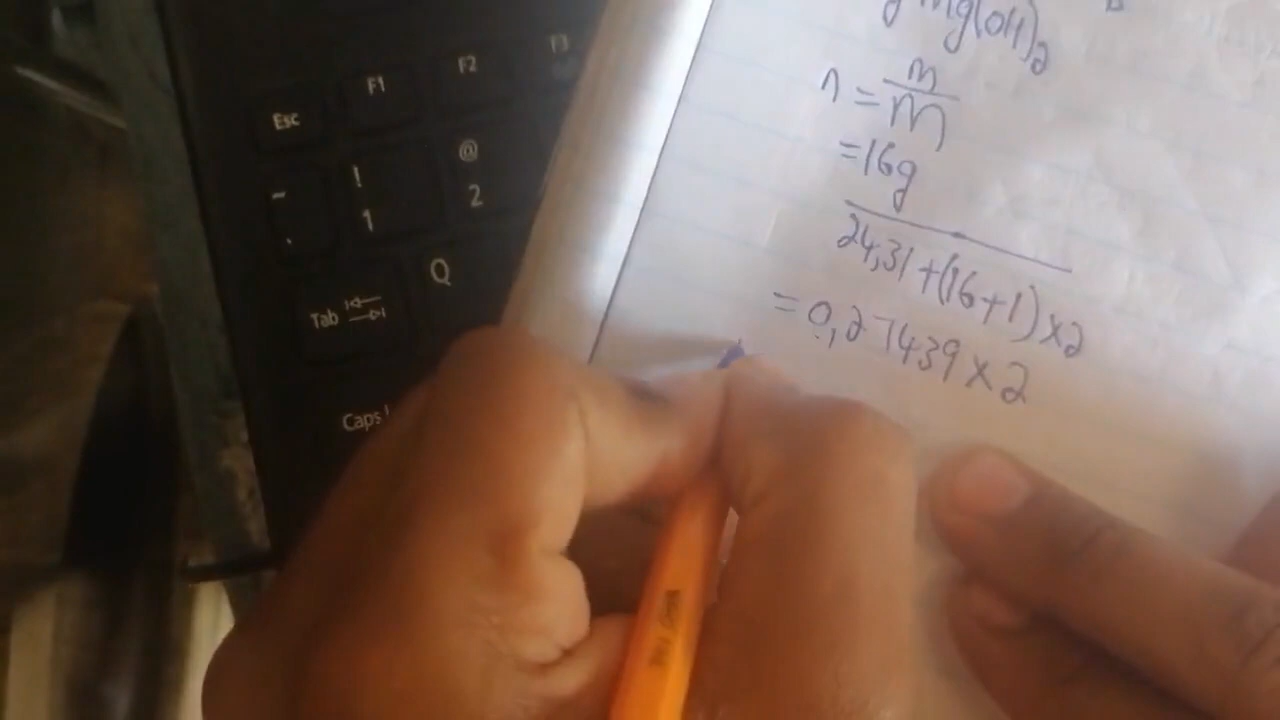 Mg(OH)2
n = m/M
=16g
24,31+(16+1)×2
= 0,27439×2
Esc
F1
F2
F3
~
!
1
@
2
Tab
Q
Caps